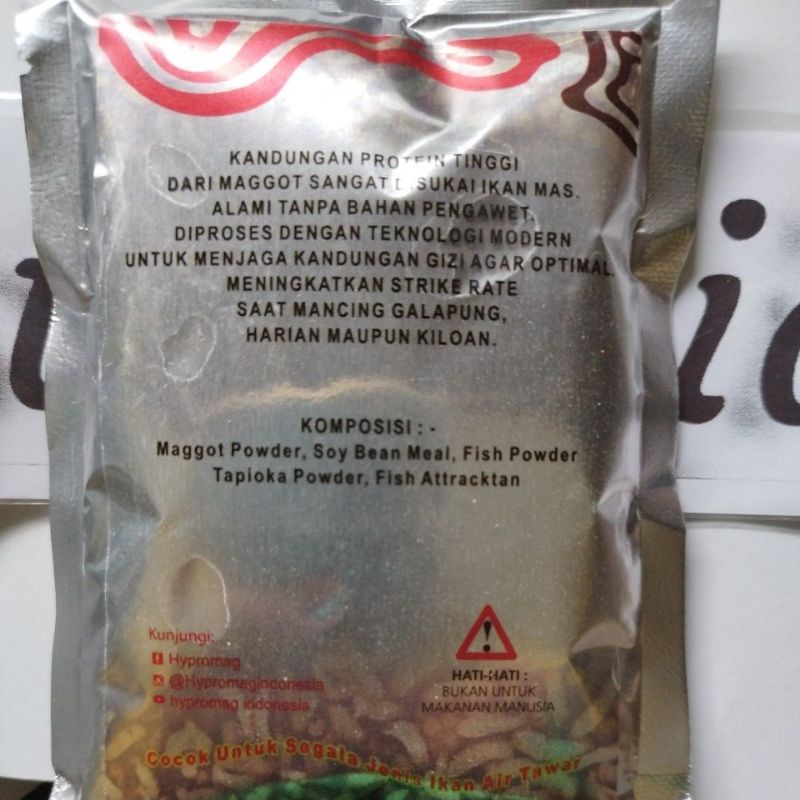 KANDUNGAN PROTEIN TINGGI
DARI MAGGOT SANGAT DISUKAI IKAN MAS.
ALAMI TANPA BAHAN PENGAWET.
DIPROSES DENGAN TEKNOLOGI MODERN
UNTUK MENJAGA KANDUNGAN GIZI AGAR OPTIMAL.
MENINGKATKAN STRIKE RATE
SAAT MANCING GALAPUNG,
HARIAN MAUPUN KILOAN.
KOMPOSISI : -
Maggot Powder, Soy Bean Meal, Fish Powder
Tapioka Powder, Fish Attracktan
Kunjungi:
Hypromag
@Hypromagindonesia
hypromag indonesia
HATI-HATI :
BUKAN UNTUK
MAKANAN MANUSIA
Cocok Untuk Segala Jenis Ikan Air Tawar